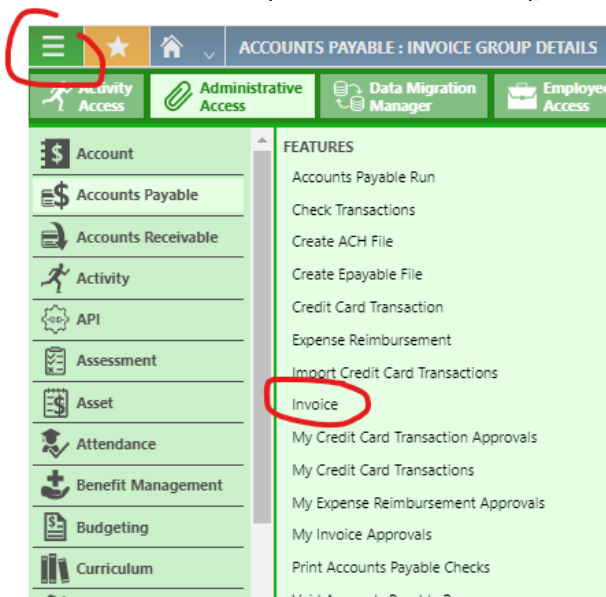 ACCOUNTS PAYABLE : INVOICE GROUP DETAILS
Activity
Access
Administrative
Access
Data Migration
Manager
Employee
Access
Account
Accounts Payable
Accounts Receivable
Activity
API
Assessment
Asset
Attendance
Benefit Management
Budgeting
Curriculum
FEATURES
Accounts Payable Run
Check Transactions
Create ACH File
Create Epayable File
Credit Card Transaction
Expense Reimbursement
Import Credit Card Transactions
Invoice
My Credit Card Transaction Approvals
My Credit Card Transactions
My Expense Reimbursement Approvals
My Invoice Approvals
Print Accounts Payable Checks